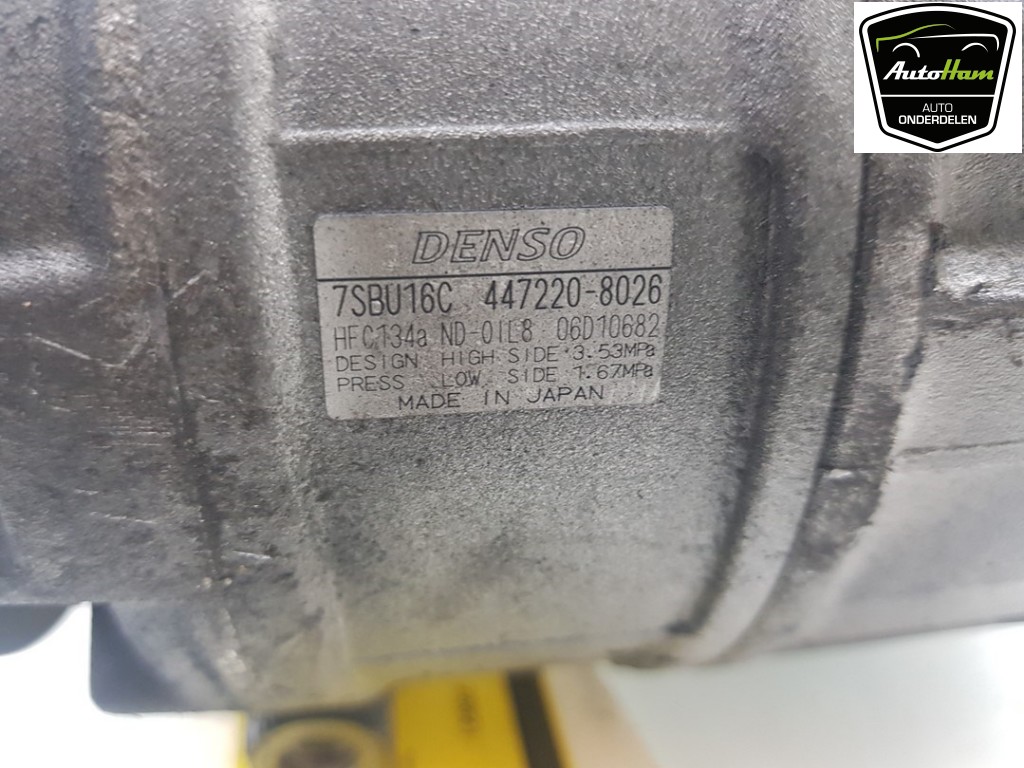 AutoHam
AUTO
ONDERDELEN
DENSO
7SBU16C 447220-8026
HFC134a ND-OIL8 06D10682
DESIGN HIGH SIDE 3.53MPa
PRESS LOW SIDE 1.67MPa
MADE IN JAPAN